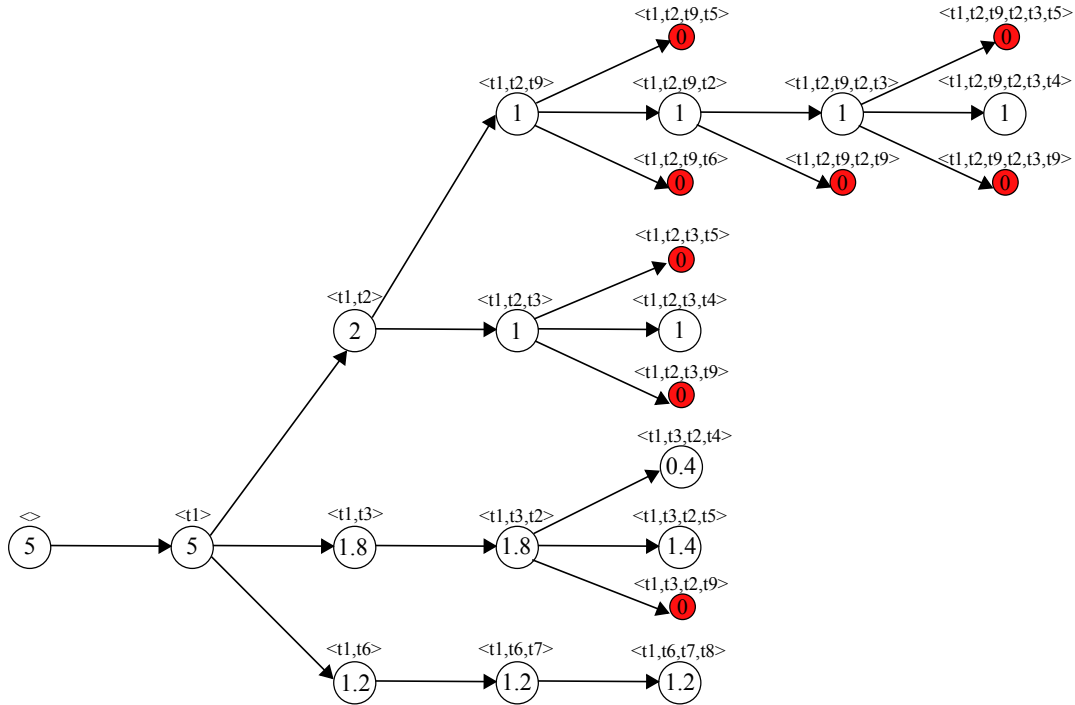 <t1,t2,t9,t5>
0
<t1,t2,t9,t2,t3,t5>
0
<t1,t2,t9>
1
<t1,t2,t9,t2>
1
<t1,t2,t9,t2,t3>
1
<t1,t2,t9,t2,t3,t4>
1
<t1,t2,t9,t6>
0
<t1,t2,t9,t2,t9>
0
<t1,t2,t9,t2,t3,t9>
0
<t1,t2,t3,t5>
0
<t1,t2>
2
<t1,t2,t3>
1
<t1,t2,t3,t4>
1
<t1,t2,t3,t9>
0
<t1,t3,t2,t4>
0.4
<>
5
<t1>
5
<t1,t3>
1.8
<t1,t3,t2>
1.8
<t1,t3,t2,t5>
1.4
<t1,t3,t2,t9>
0
<t1,t6>
1.2
<t1,t6,t7>
1.2
<t1,t6,t7,t8>
1.2